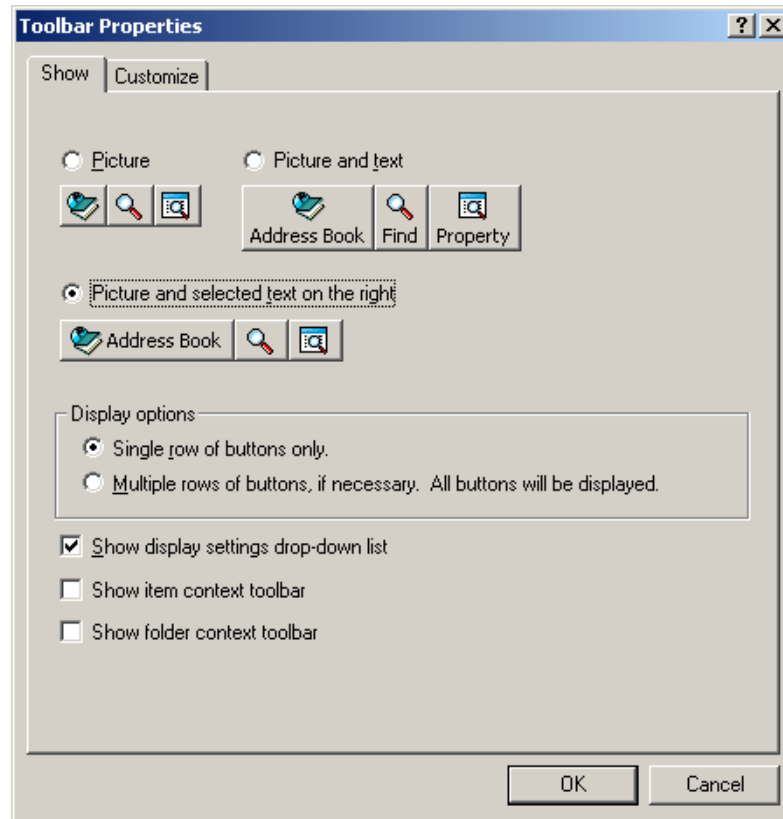 Toolbar Properties
Show Customize
Picture Picture and text
Address Book Find Property
Picture and selected text on the right
Address Book
Display options
Single row of buttons only.
Multiple rows of buttons, if necessary. All buttons will be displayed.
Show display settings drop-down list
Show item context toolbar
Show folder context toolbar
OK Cancel